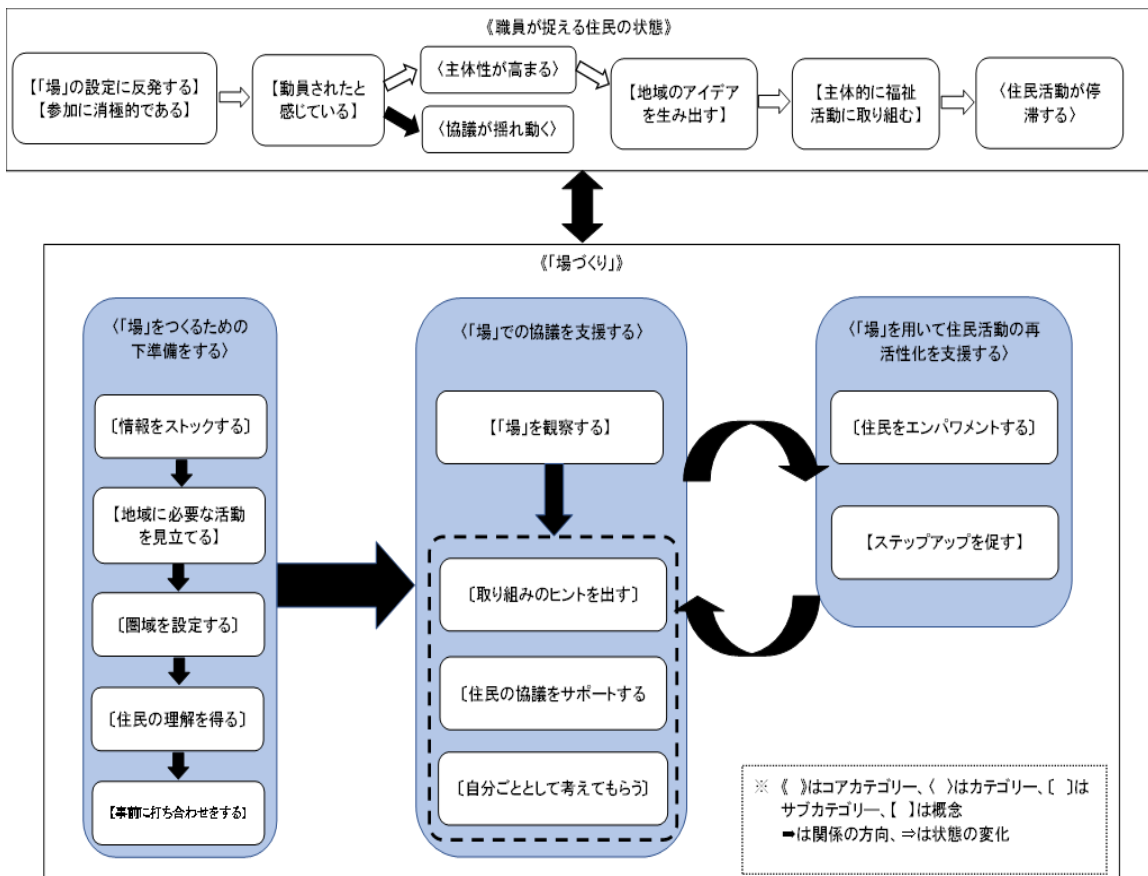 《職員が捉える住民の状態》
【「場」の設定に反発する】
【参加に消極的である】
【動員されたと
感じている】
〈主体性が高まる〉
〈協議が揺れ動く〉
【地域のアイデア
を生み出す】
【主体的に福祉
活動に取り組む】
〈住民活動が停
滞する〉
《「場づくり」》
〈「場」をつくるための
下準備をする〉
〔情報をストックする〕
【地域に必要な活動
を見立てる】
〔圏域を設定する〕
〔住民の理解を得る〕
【事前に打ち合わせをする】
〈「場」での協議を支援する〉
【「場」を観察する】
〔取り組みのヒントを出す〕
〔住民の協議をサポートする
〔自分ごととして考えてもらう〕
〈「場」を用いて住民活動の再
活性化を支援する〉
〔住民をエンパワメントする〕
【ステップアップを促す】
※ 《 》はコアカテゴリー、〈 〉はカテゴリー、〔 〕は
サブカテゴリー、【 】は概念
➡は関係の方向、⇒は状態の変化